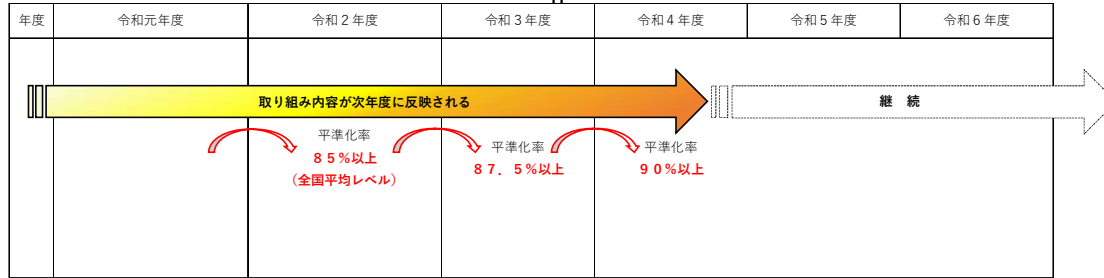 年度 令和元年度 令和２年度 令和３年度 令和４年度 令和５年度 令和６年度
取り組み内容が次年度に反映される 継　続
平準化率
８５%以上
（全国平均レベル）
平準化率
８７．５%以上
平準化率
９０%以上